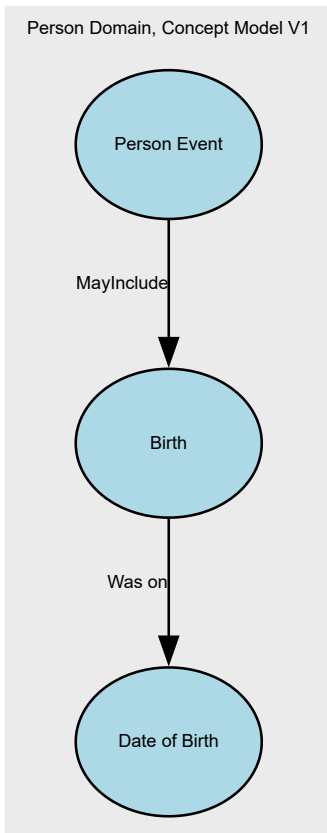 Person Domain, Concept Model V1
Person Event
MayInclude
Birth
Was on
Date of Birth